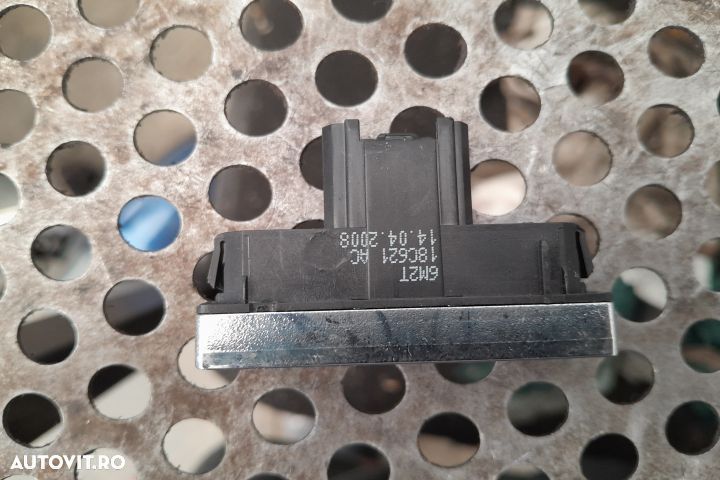 6M2T
18C621 AC
14.04.2008
AUTOVIT.RO